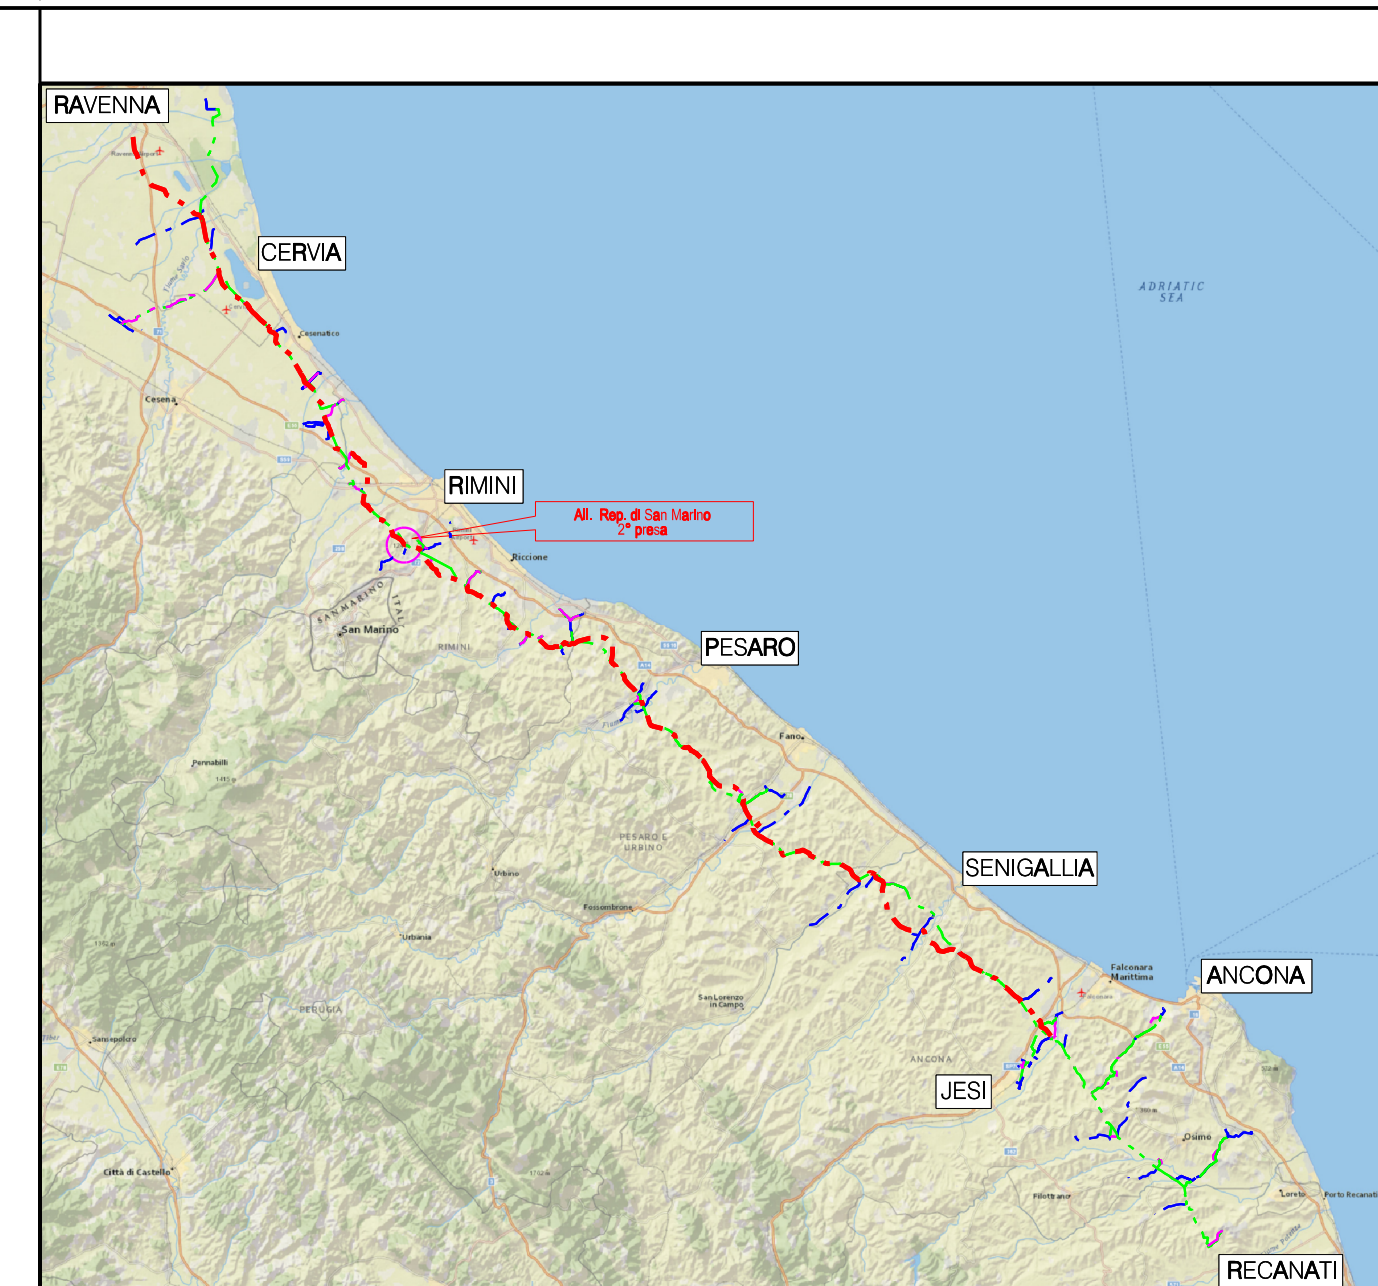 RAVENNA
CERVIA
Cesenatico
ADRIATIC
SEA
Cesena
RIMINI
All. Rep. di San Marino
2° presa
Riccione
SAN MARINO
ITALY
San Marino
RIMINI
PESARO
Fano
Pennabilli
PESARO E
URBINO
Urbino
SENIGALLIA
Fossombrone
Urbania
Falconara
Marittima
ANCONA
San Lorenzo
in Campo
PERUGIA
Sansepolcro
ANCONA
JESI
Osimo
Città di Castello
Filottrano
Loreto
Porto Recanati
RECANATI